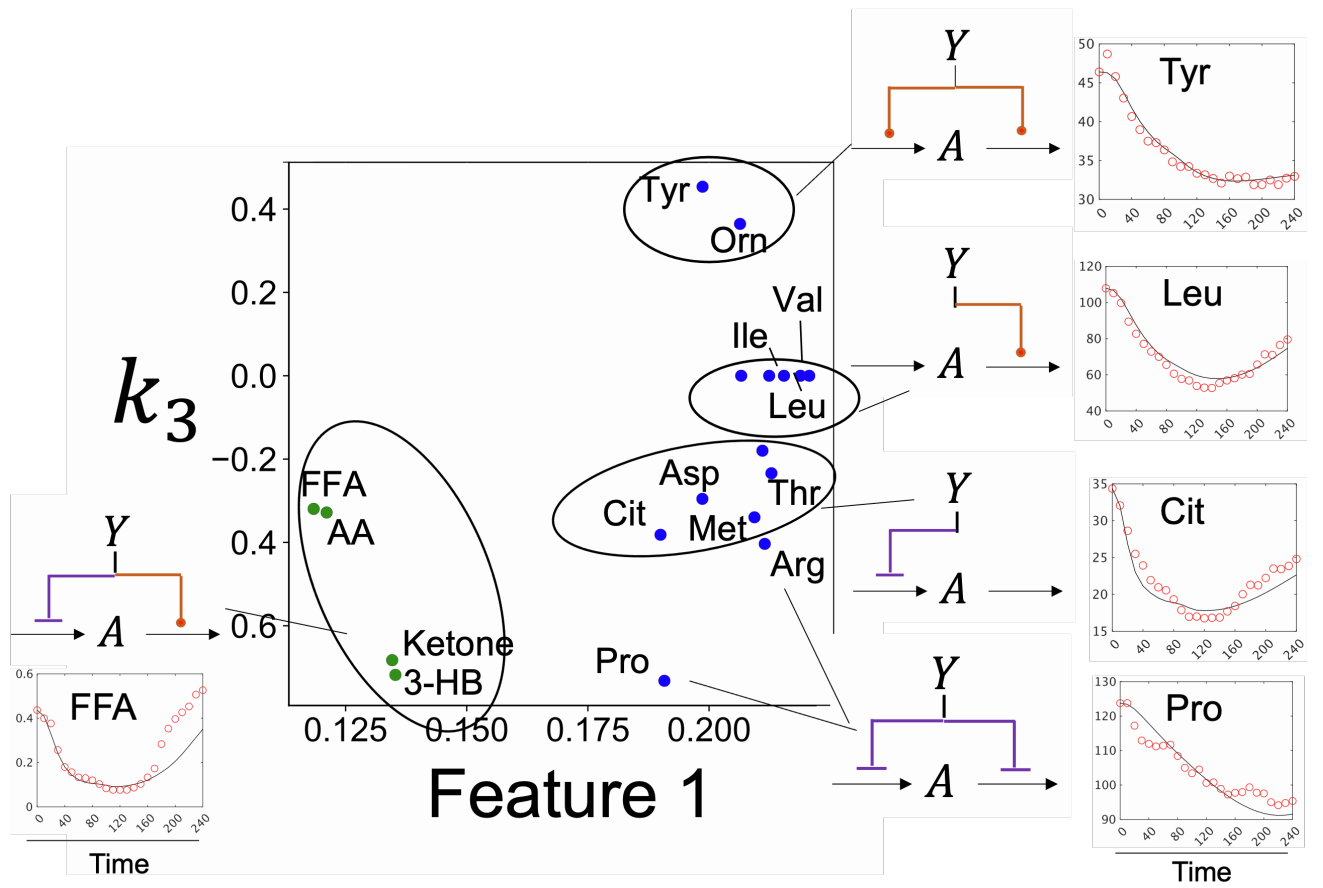 Y
A
Tyr
50
45
40
35
30
0
40
80
120
160
200
240
Y
A
Leu
120
100
80
60
40
0
40
80
120
160
200
240
Y
A
Cit
35
30
25
20
15
0
40
80
120
160
200
240
Y
A
Pro
130
120
110
100
90
0
40
80
120
160
200
240
Time
k3
0.4
0.2
0.0
−0.2
0.4
0.6
Tyr
Orn
Val
Ile
Leu
Asp
Thr
Cit
Met
Arg
FFA
AA
Ketone
3-HB
Pro
0.125
0.150
0.175
0.200
Feature 1
Y
A
FFA
0.6
0.4
0.2
0
0
40
80
120
160
200
240
Time